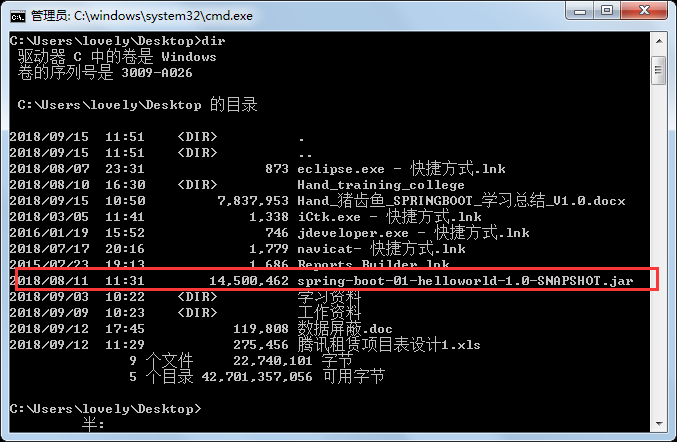 管理员: C:\windows\system32\cmd.exe
C:\Users\lovely\Desktop>dir
驱动器 C 中的卷是 Windows
卷的序列号是 3009-A026
C:\Users\lovely\Desktop 的目录
2018/09/15  11:51    <DIR>          .
2018/09/15  11:51    <DIR>          ..
2018/08/07  23:31               873 eclipse.exe - 快捷方式.lnk
2018/08/10  16:30    <DIR>          Hand_training_college
2018/09/15  10:50         7,837,953 Hand_猪齿鱼_SPRINGBOOT_学习总结_V1.0.docx
2018/03/05  11:41             1,338 iCtk.exe - 快捷方式.lnk
2016/01/19  15:52               746 jdeveloper.exe - 快捷方式.lnk
2018/07/17  20:16             1,779 navicat- 快捷方式.lnk
2015/07/23  19:13             1,686 Reports Builder.lnk
2018/08/11  11:31        14,500,462 spring-boot-01-helloworld-1.0-SNAPSHOT.jar
2018/09/03  10:22    <DIR>          学习资料
2018/09/09  10:23    <DIR>          工作资料
2018/09/12  17:45           119,808 数据屏蔽.doc
2018/09/12  11:29           275,456 腾讯租赁项目表设计1.xls
9 个文件     22,740,101 字节
5 个目录 42,701,357,056 可用字节
C:\Users\lovely\Desktop>
半: